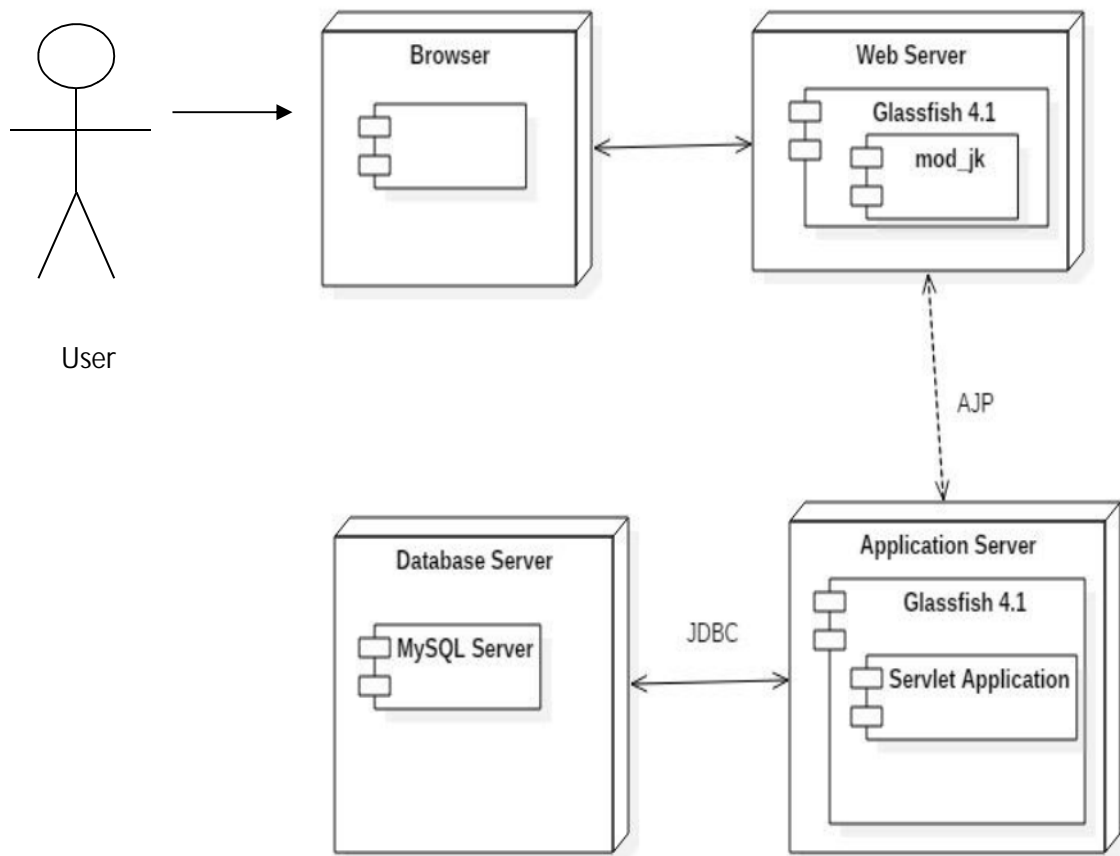 Browser
Web Server
Glassfish 4.1
mod_jk
User
AJP
Database Server
MySQL Server
JDBC
Application Server
Glassfish 4.1
Servlet Application